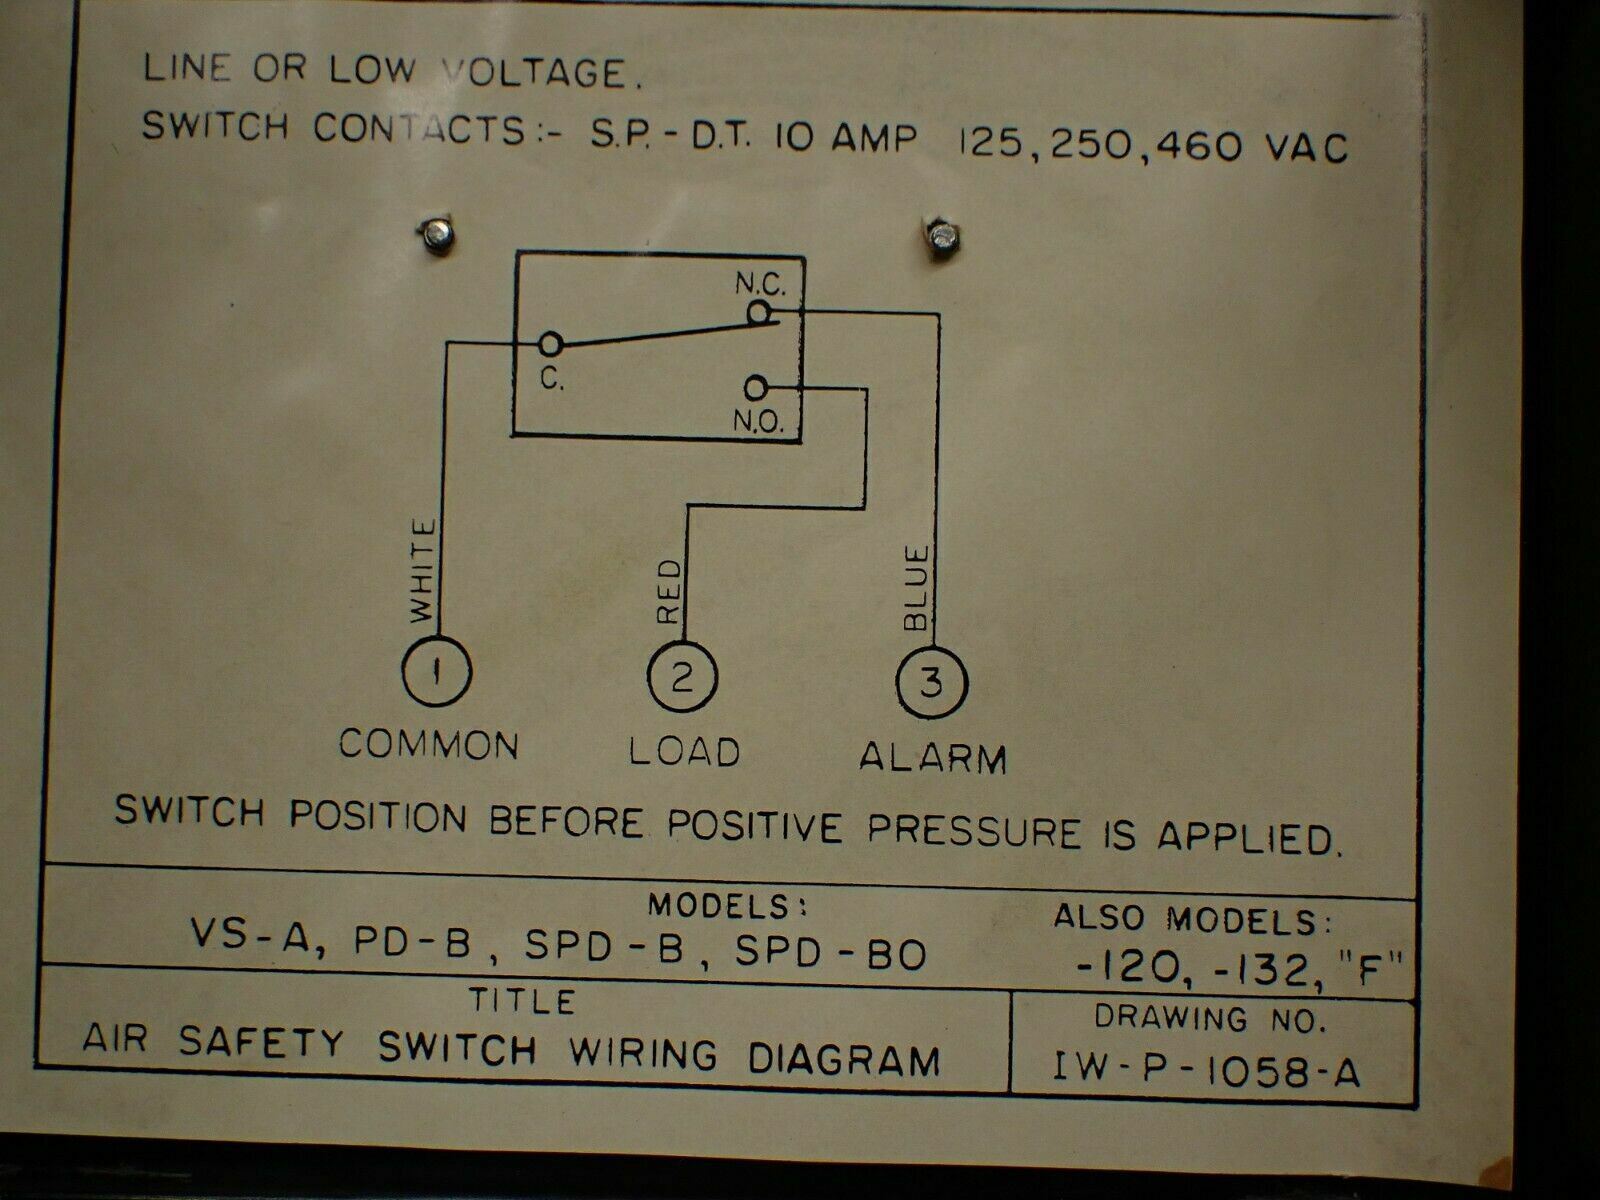 LINE OR LOW VOLTAGE.
SWITCH CONTACTS:- S.P.-D.T. 10 AMP 125,250,460 VAC
N.C.
C.
N.O.
WHITE
RED
BLUE
1
2
3
COMMON
LOAD
ALARM
SWITCH POSITION BEFORE POSITIVE PRESSURE IS APPLIED.
MODELS:
VS-A, PD-B, SPD-B, SPD-BO
ALSO MODELS:
-120, -132, "F"
TITLE
AIR SAFETY SWITCH WIRING DIAGRAM
DRAWING NO.
IW-P-1058-A